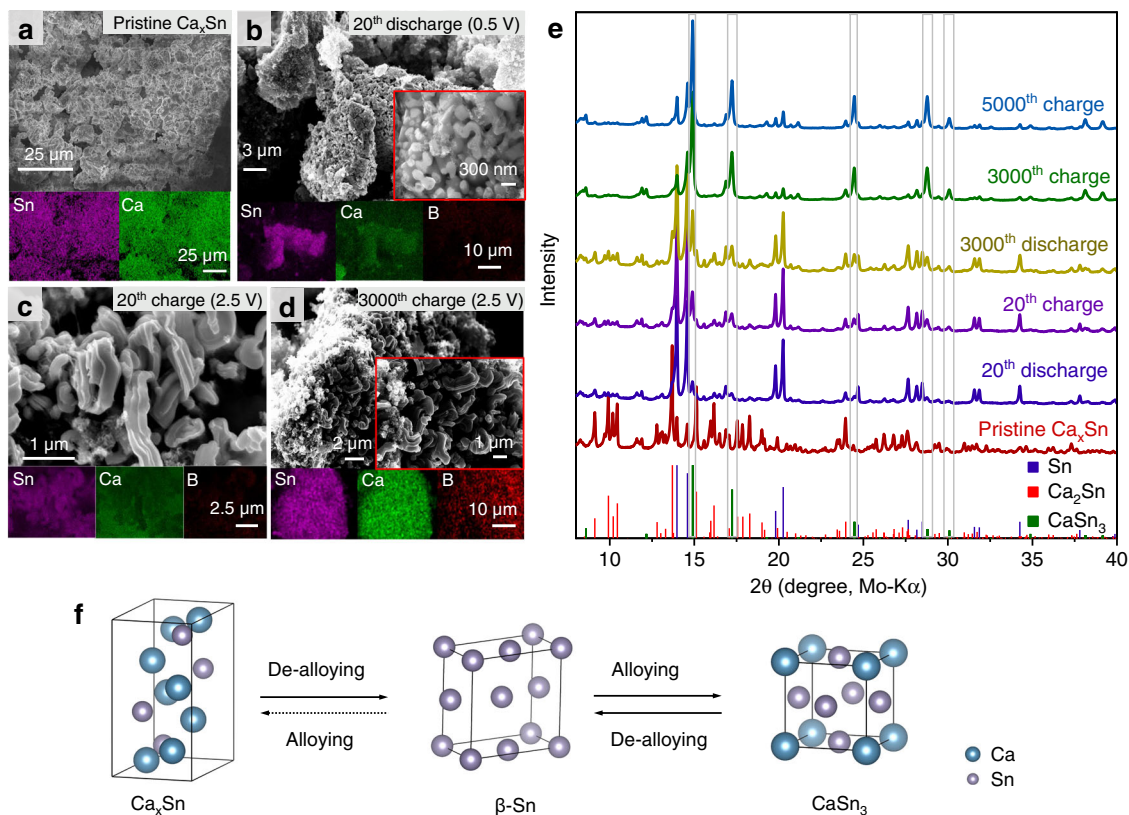 a
Pristine CaₓSn
25 µm
Sn
Ca
25 µm
b
20ᵗʰ discharge (0.5 V)
3 µm
300 nm
Sn
Ca
B
10 µm
c
20ᵗʰ charge (2.5 V)
1 µm
Sn
Ca
B
2.5 µm
d
3000ᵗʰ charge (2.5 V)
2 µm
1 µm
Sn
Ca
B
10 µm
e
Intensity
5000ᵗʰ charge
3000ᵗʰ charge
3000ᵗʰ discharge
20ᵗʰ charge
20ᵗʰ discharge
Pristine CaₓSn
Sn
Ca₂Sn
CaSn₃
10 15 20 25 30 35 40
2θ (degree, Mo-Kα)
f
De-alloying
Alloying
Alloying
De-alloying
Ca
Sn
CaₓSn
β-Sn
CaSn₃